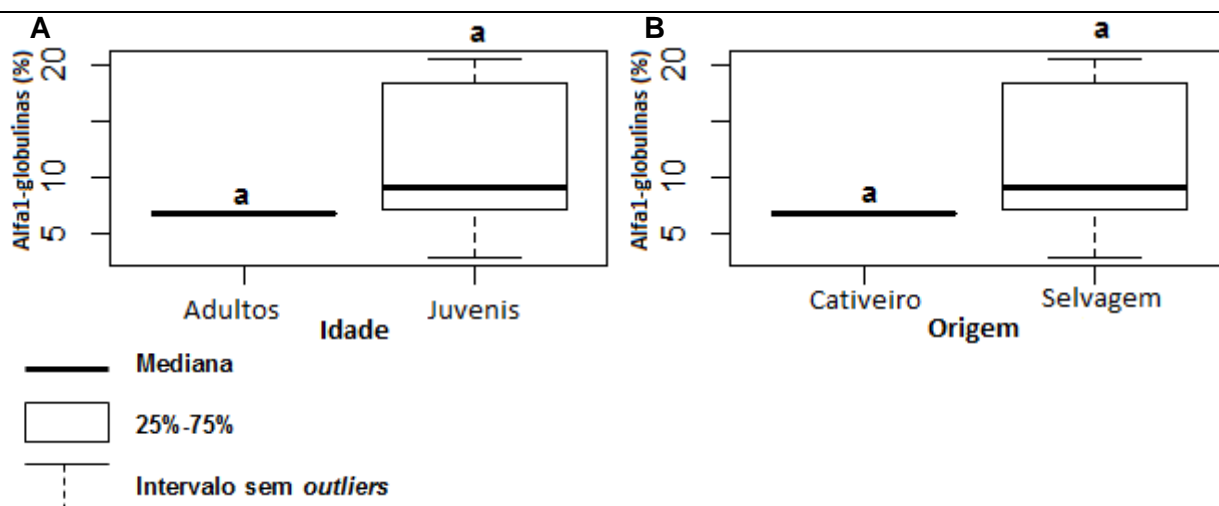 A
a
Alfa1-globulinas (%)
20
10
5
a
Adultos
Juvenis
Idade
B
a
Alfa1-globulinas (%)
20
10
5
a
Cativeiro
Selvagem
Origem
Mediana
25%-75%
Intervalo sem outliers